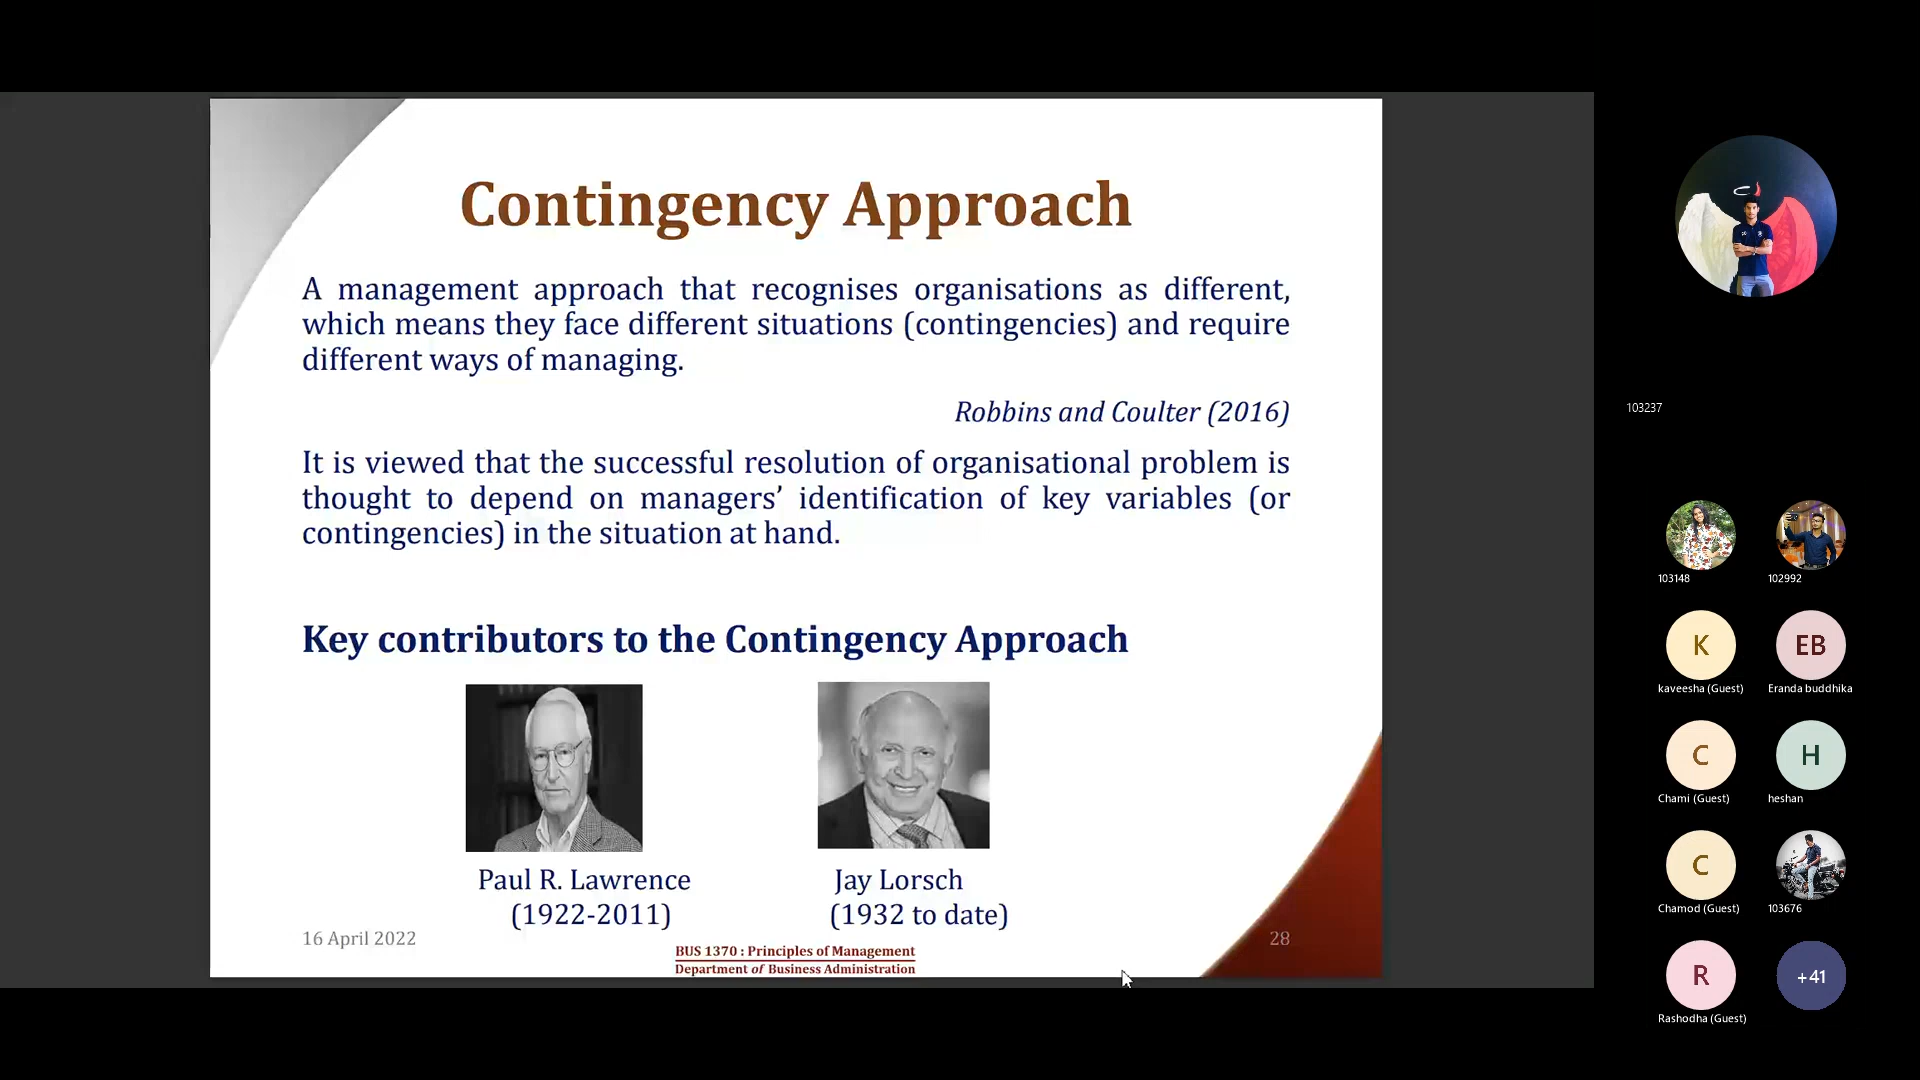 Contingency Approach
A management approach that recognises organisations as different,
which means they face different situations (contingencies) and require
different ways of managing.
Robbins and Coulter (2016)
It is viewed that the successful resolution of organisational problem is
thought to depend on managers’ identification of key variables (or
contingencies) in the situation at hand.
Key contributors to the Contingency Approach
Paul R. Lawrence
(1922-2011)
Jay Lorsch
(1932 to date)
16 April 2022
BUS 1370 : Principles of Management
Department of Business Administration
28
103237
103148
102992
K
kaveesha (Guest)
EB
Eranda buddhika
C
Chami (Guest)
H
heshan
C
Chamod (Guest)
103676
R
Rashodha (Guest)
+41